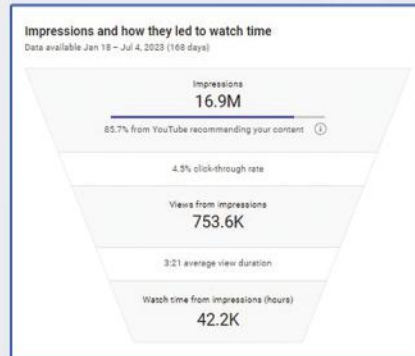 Impressions and how they led to watch time
Data available Jan 18 – Jul 4, 2023 (168 days)
Impressions
16.9M
85.7% from YouTube recommending your content
4.5% click-through rate
Views from impressions
753.6K
3:21 average view duration
Watch time from impressions (hours)
42.2K